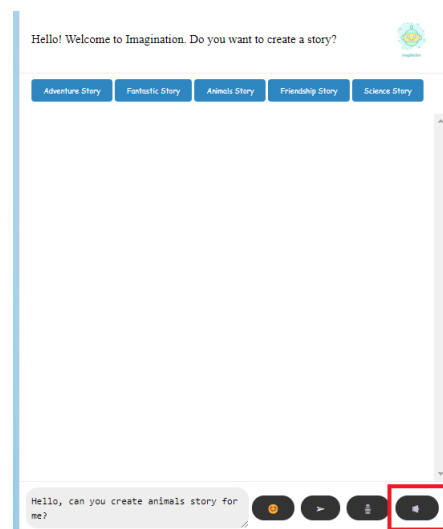 Hello! Welcome to Imagination. Do you want to create a story?
Adventure Story
Fantastic Story
Animals Story
Friendship Story
Science Story
Hello, can you create animals story for
me?